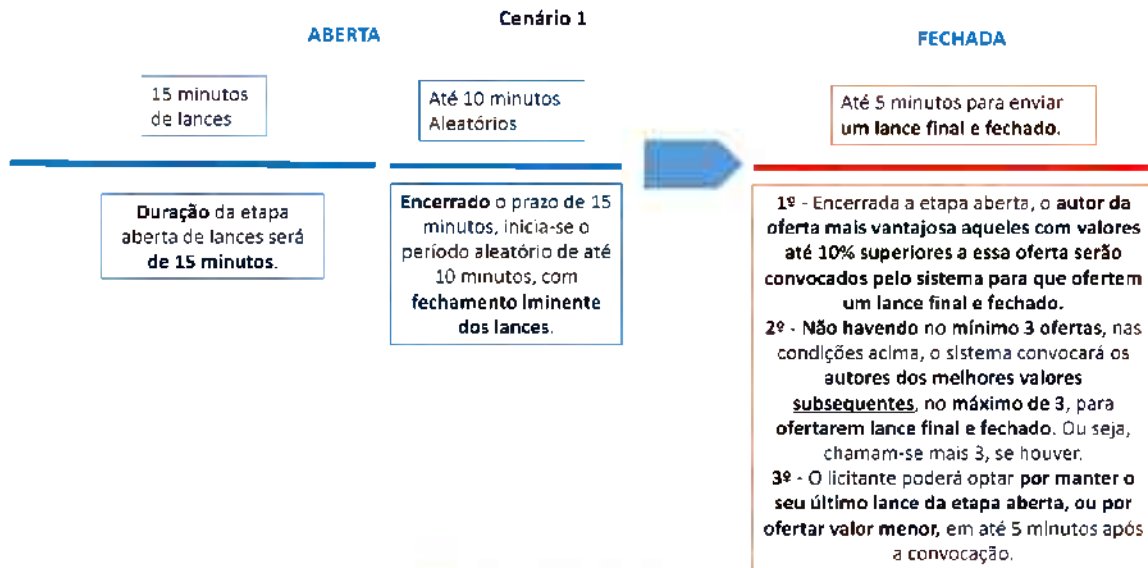 Cenário 1
ABERTA
FECHADA
15 minutos
de lances
Até 10 minutos
Aleatórios
Até 5 minutos para enviar
um lance final e fechado.
Duração da etapa
aberta de lances será
de 15 minutos.
Encerrado o prazo de 15
minutos, inicia-se o
período aleatório de até
10 minutos, com
fechamento Iminente
dos lances.
1º - Encerrada a etapa aberta, o autor da
oferta mais vantajosa aqueles com valores
até 10% superiores a essa oferta serão
convocados pelo sistema para que ofertem
um lance final e fechado.
2º - Não havendo no mínimo 3 ofertas, nas
condições acima, o sistema convocará os
autores dos melhores valores
subsequentes, no máximo de 3, para
ofertarem lance final e fechado. Ou seja,
chamam-se mais 3, se houver.
3º - O licitante poderá optar por manter o
seu último lance da etapa aberta, ou por
ofertar valor menor, em até 5 minutos após
a convocação.